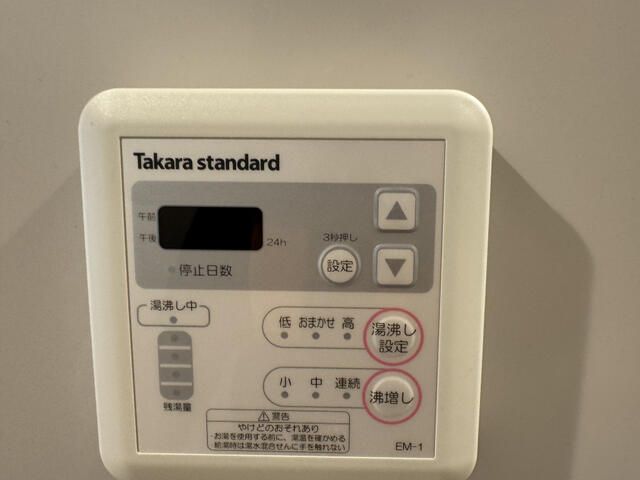 Takara standard
午前
午後
24h
停止日数
3秒押し
設定
湯沸し中
低 おまかせ 高
湯沸し
設定
小 中 連続
沸増し
残湯量
警告
やけどのおそれあり
・お湯を使用する前に、湯温を確かめる
・給湯時は湯水混合せんに手を触れない
EM-1